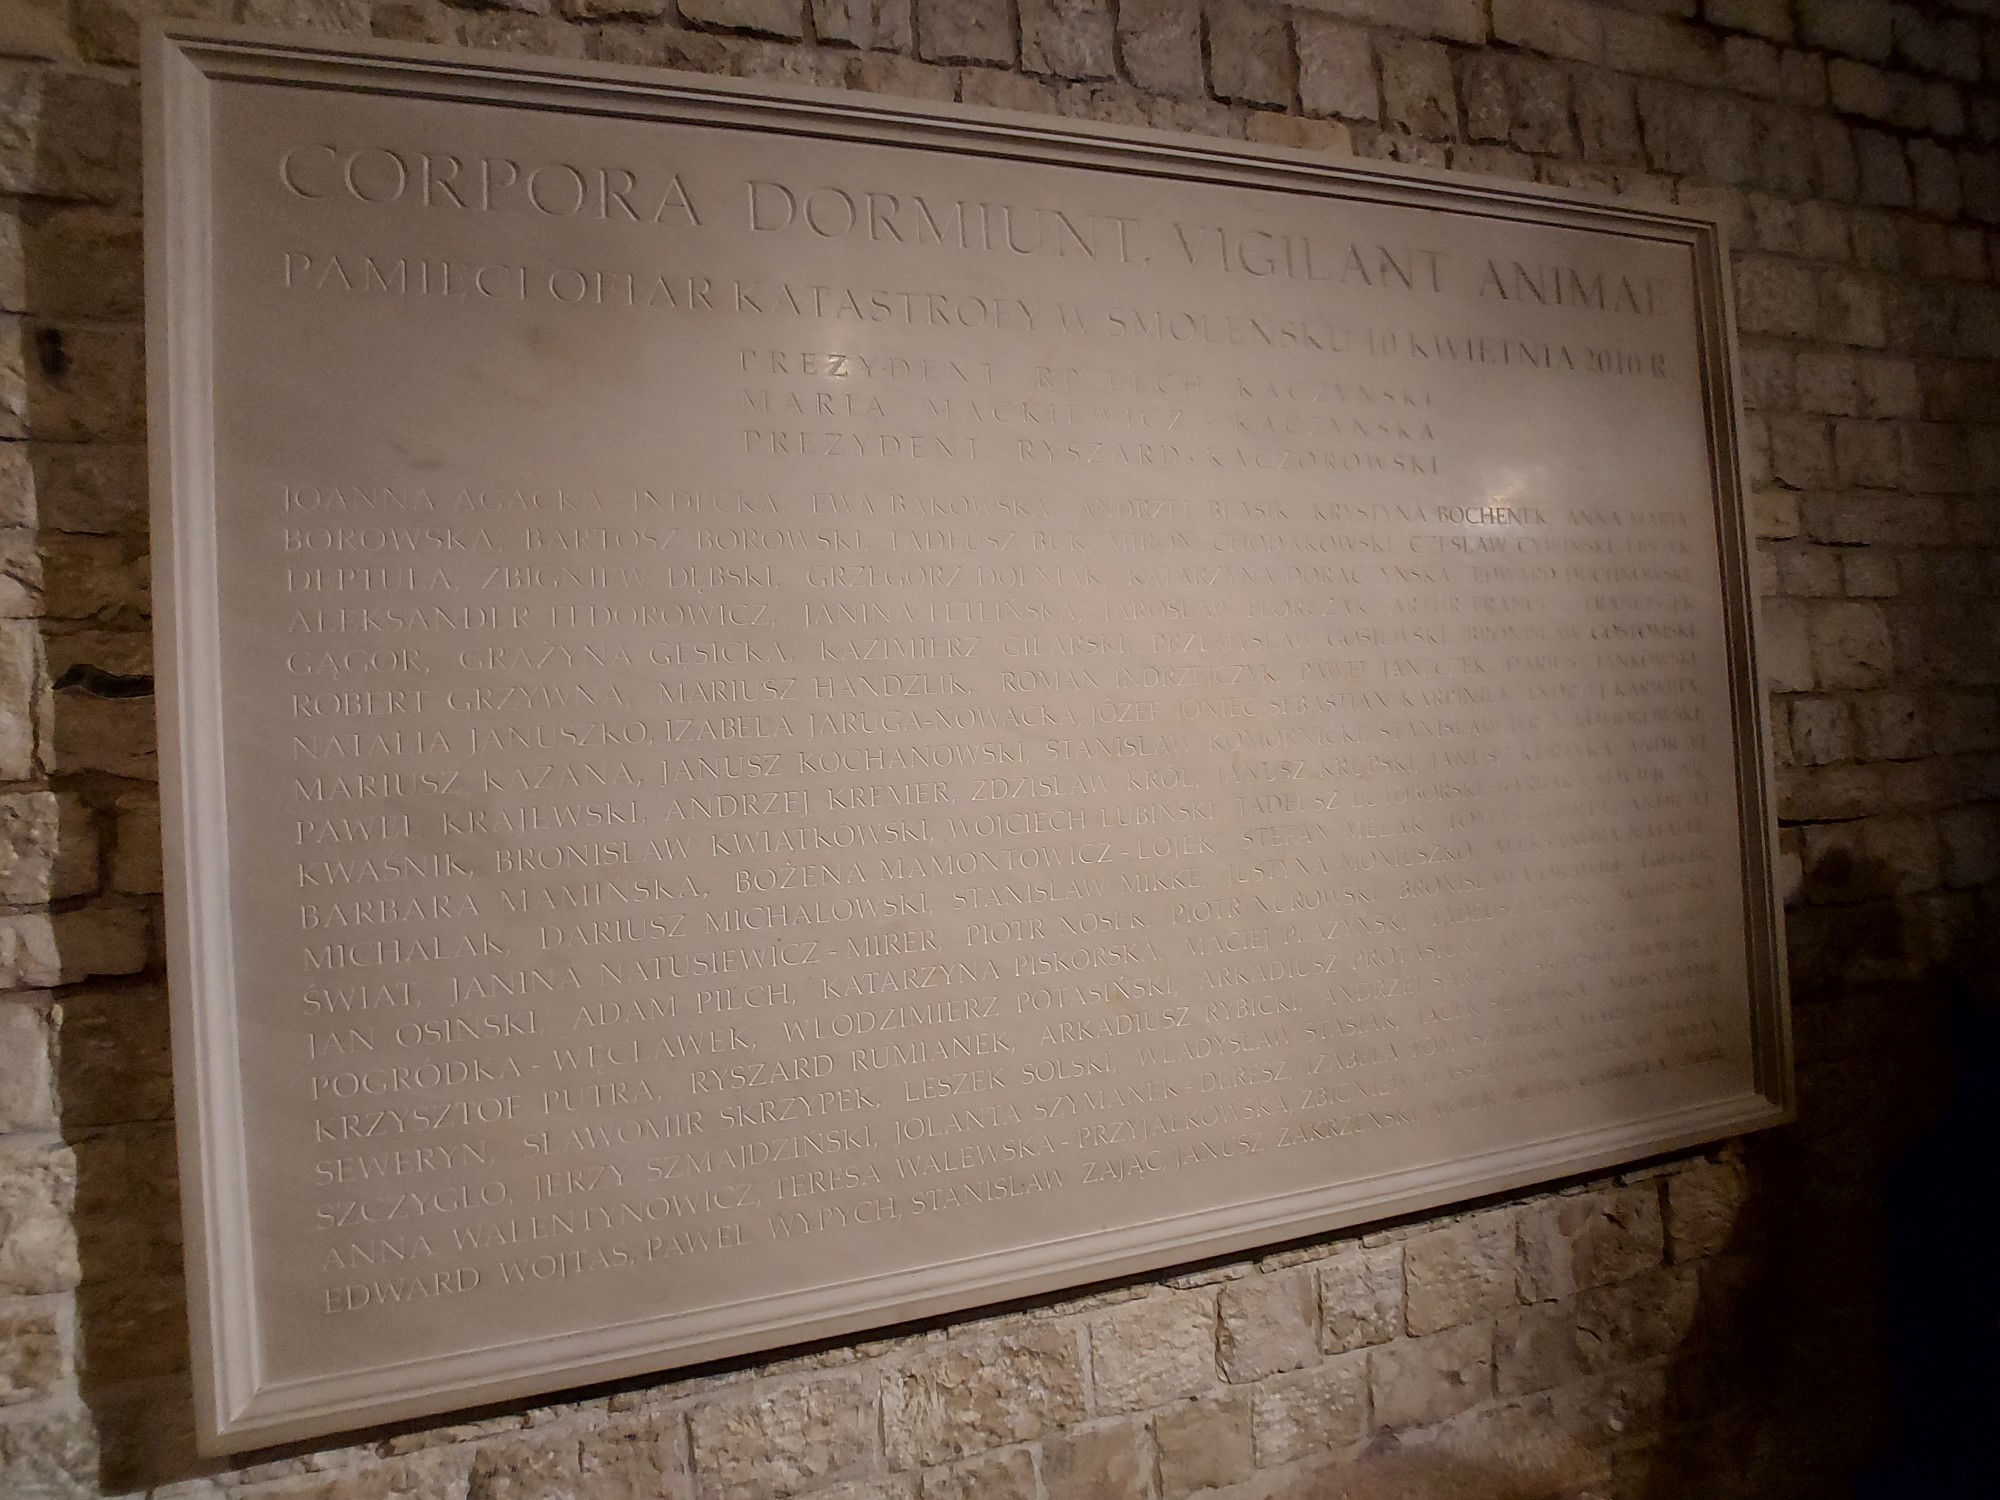 CORPORA DORMIUNT, VIGILANT ANIMAE
PAMIĘCI OFIAR KATASTROFY W SMOLEŃSKU 10 KWIETNIA 2010 R.
PREZYDENT RP LECH KACZYŃSKI
MARIA MACKIEWICZ - KACZYŃSKA
PREZYDENT RYSZARD KACZOROWSKI
JOANNA AGACKA - INDECKA, EWA BĄKOWSKA, ANDRZEJ BŁASIK, KRYSTYNA BOCHENEK, ANNA MARIA
BOROWSKA, BARTOSZ BOROWSKI, TADEUSZ BUK, MIRON CHODAKOWSKI, CZESŁAW CYWIŃSKI, LESZEK
DEPTUŁA, ZBIGNIEW DĘBSKI, GRZEGORZ DOLNIAK, KATARZYNA DORACZYŃSKA, EDWARD DUCHNOWSKI,
ALEKSANDER FEDOROWICZ, JANINA FETLIŃSKA, JAROSŁAW FLORCZAK, ARTUR FRANCUZ, FRANCISZEK
GĄGOR, GRAŻYNA GĘSICKA, KAZIMIERZ GILARSKI, PRZEMYSŁAW GOSIEWSKI, BRONISŁAW GOSTOMSKI,
ROBERT GRZYWNA, MARIUSZ HANDZLIK, ROMAN INDRZEJCZYK, PAWEŁ JANECZEK, DARIUSZ JANKOWSKI,
NATALIA JANUSZKO, IZABELA JARUGA-NOWACKA, JÓZEF JONIEC, SEBASTIAN KARPINIUK, ANDRZEJ KARWETA,
MARIUSZ KAZANA, JANUSZ KOCHANOWSKI, STANISŁAW KOMORNICKI, STANISŁAW JERZY KOMOROWSKI,
PAWEŁ KRAJEWSKI, ANDRZEJ KREMER, ZDZISŁAW KRÓL, JANUSZ KRUPSKI, JANUSZ KURTYKA, ANDRZEJ
KWAŚNIK, BRONISŁAW KWIATKOWSKI, WOJCIECH LUBIŃSKI, TADEUSZ LUTOBORSKI, BARBARA MACIEJCZYK,
BARBARA MAMIŃSKA, BOŻENA MAMONTOWICZ - ŁOJEK, STEFAN MELAK, TOMASZ MERTA, ANDRZEJ
MICHALAK, DARIUSZ MICHAŁOWSKI, STANISŁAW MIKKE, JUSTYNA MONIUSZKO, ALEKSANDRA NATALLI-
ŚWIAT, JANINA NATUSIEWICZ - MIRER, PIOTR NOSEK, PIOTR NUROWSKI, BRONISŁAWA ORAWIEC -
JAN OSIŃSKI, ADAM PILCH, KATARZYNA PISKORSKA, MACIEJ PŁAŻYŃSKI, TADEUSZ PŁOSKI, AGNIESZKA
POGRÓDKA - WĘCŁAWEK, WŁODZIMIERZ POTASIŃSKI, ARKADIUSZ PROTASIUK, ANDRZEJ
KRZYSZTOF PUTRA, RYSZARD RUMIANEK, ARKADIUSZ RYBICKI, ANDRZEJ SARIUSZ - SKĄPSKI, WOJCIECH
SEWERYN, SŁAWOMIR SKRZYPEK, LESZEK SOLSKI, WŁADYSŁAW STASIAK, JACEK SURÓWKA, ALEKSANDER
SZCZYGŁO, JERZY SZMAJDZIŃSKI, JOLANTA SZYMANEK - DERESZ, IZABELA TOMASZEWSKA, MAREK
ANNA WALENTYNOWICZ, TERESA WALEWSKA - PRZYJAŁKOWSKA, ZBIGNIEW WASSERMANN, WIESŁAW WODA,
EDWARD WOJTAS, PAWEŁ WYPYCH, STANISŁAW ZAJĄC, JANUSZ ZAKRZEŃSKI, ARTUR ZIĘTEK, GABRIELA